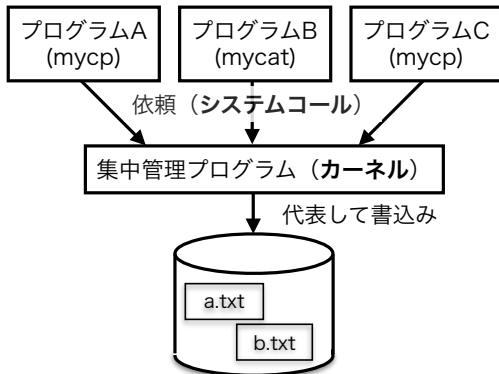 プログラムA
(mycp)
プログラムB
(mycat)
プログラムC
(mycp)
依頼（システムコール）
集中管理プログラム（カーネル）
代表して書込み
a.txt
b.txt